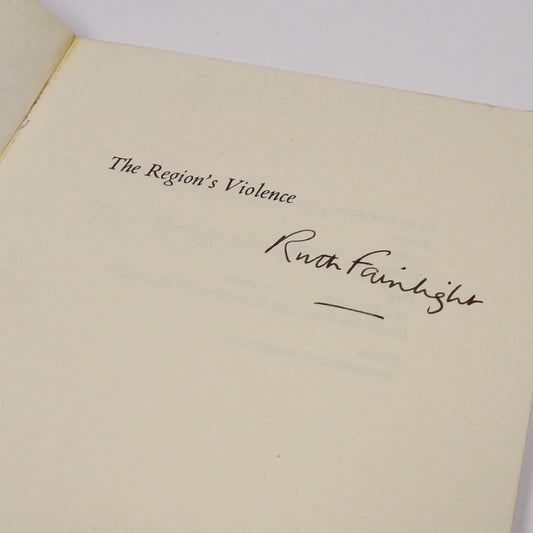 The Region's Violence
Ruth Fainlight